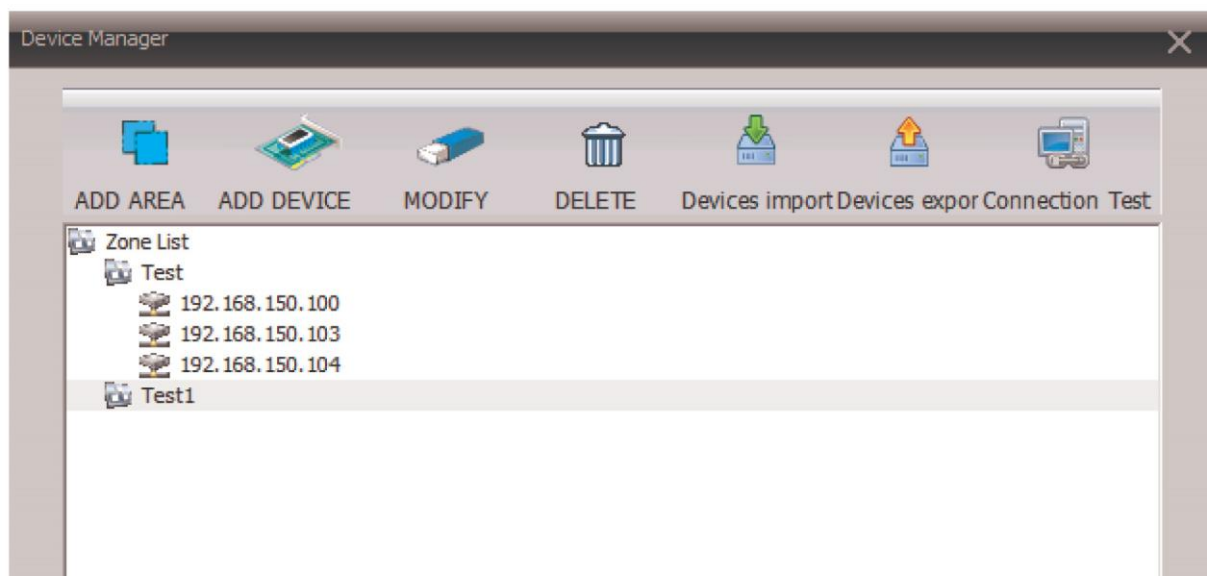 Device Manager
ADD AREA ADD DEVICE MODIFY DELETE Devices import Devices expor Connection Test
Zone List
Test
192.168.150.100
192.168.150.103
192.168.150.104
Test1